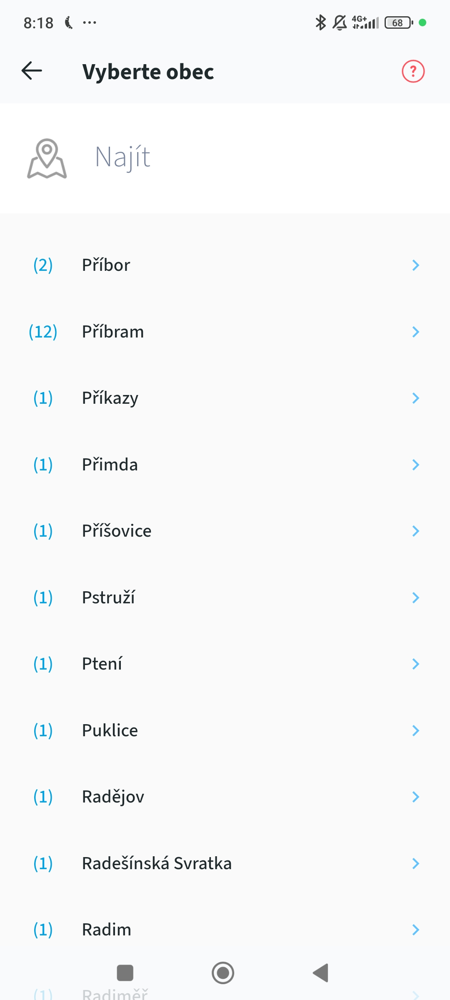 8:18 ...
4G+ 68
Vyberte obec
?
Najít
(2) Příbor
(12) Příbram
(1) Příkazy
(1) Přimda
(1) Příšovice
(1) Pstruží
(1) Ptení
(1) Puklice
(1) Radějov
(1) Radešínská Svratka
(1) Radim
(1) Radiměř